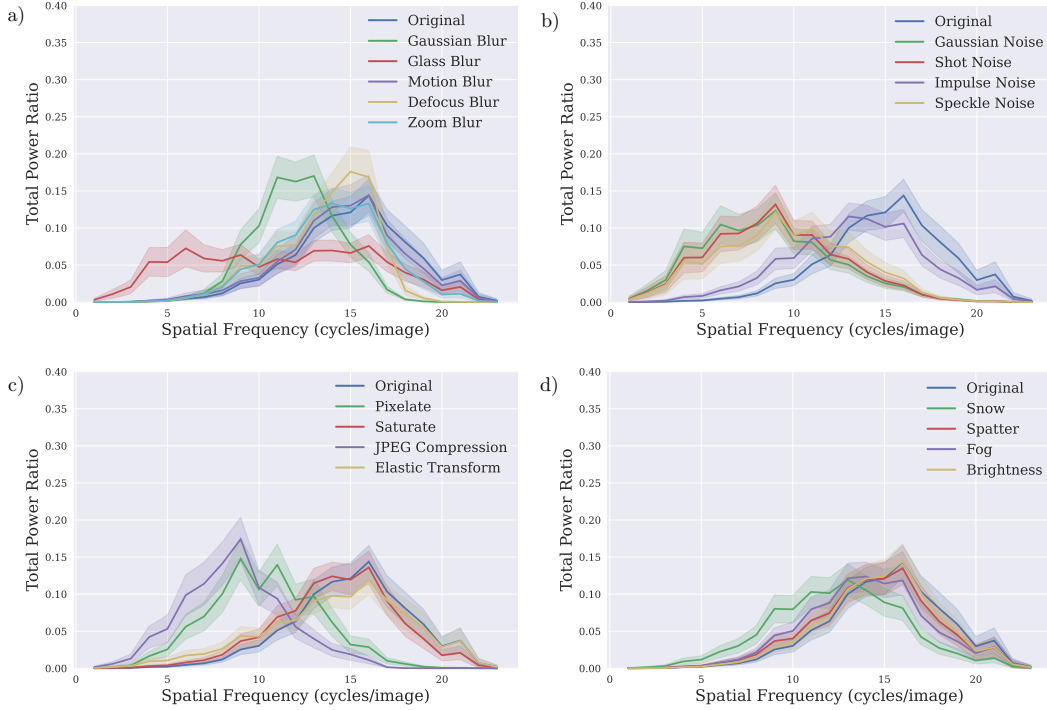 a)
0.40
0.35
0.30
0.25
0.20
0.15
0.10
0.05
0.00
Total Power Ratio
Original
Gaussian Blur
Glass Blur
Motion Blur
Defocus Blur
Zoom Blur
0 5 10 15 20
Spatial Frequency (cycles/image)
b)
0.40
0.35
0.30
0.25
0.20
0.15
0.10
0.05
0.00
Total Power Ratio
Original
Gaussian Noise
Shot Noise
Impulse Noise
Speckle Noise
0 5 10 15 20
Spatial Frequency (cycles/image)
c)
0.40
0.35
0.30
0.25
0.20
0.15
0.10
0.05
0.00
Total Power Ratio
Original
Pixelate
Saturate
JPEG Compression
Elastic Transform
0 5 10 15 20
Spatial Frequency (cycles/image)
d)
0.40
0.35
0.30
0.25
0.20
0.15
0.10
0.05
0.00
Total Power Ratio
Original
Snow
Spatter
Fog
Brightness
0 5 10 15 20
Spatial Frequency (cycles/image)